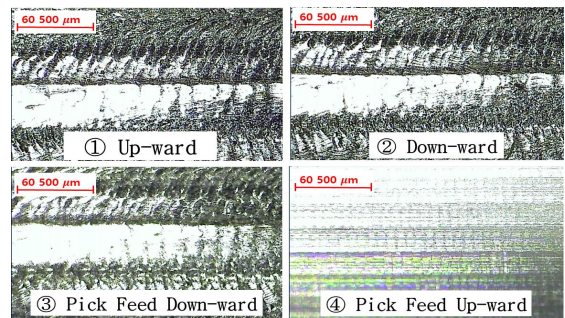 60 500 μm
① Up-ward
60 500 μm
② Down-ward
60 500 μm
③ Pick Feed Down-ward
60 500 μm
④ Pick Feed Up-ward